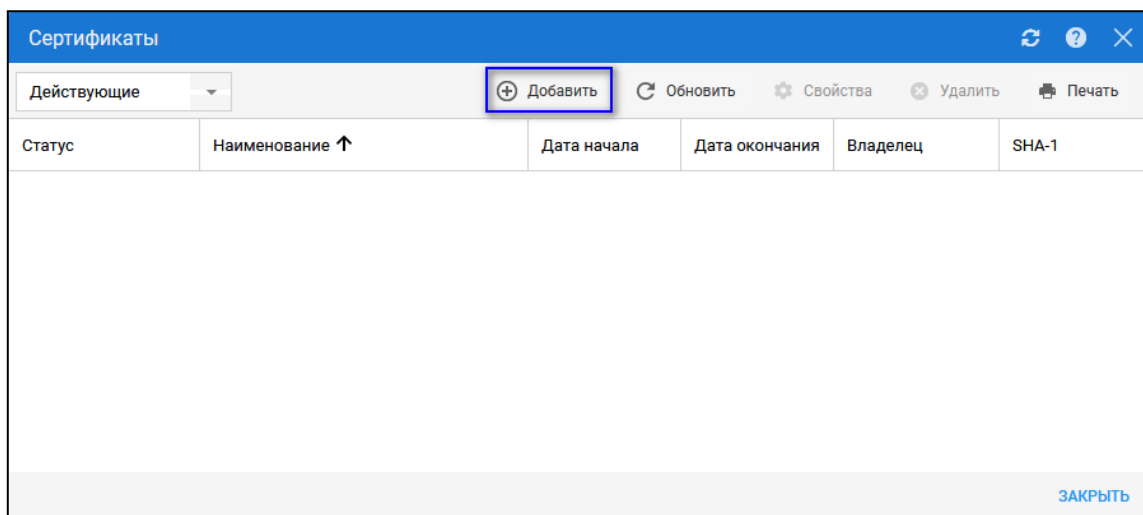 Сертификаты
Действующие Добавить Обновить Свойства Удалить Печать
Статус Наименование Дата начала Дата окончания Владелец SHA-1
ЗАКРЫТЬ